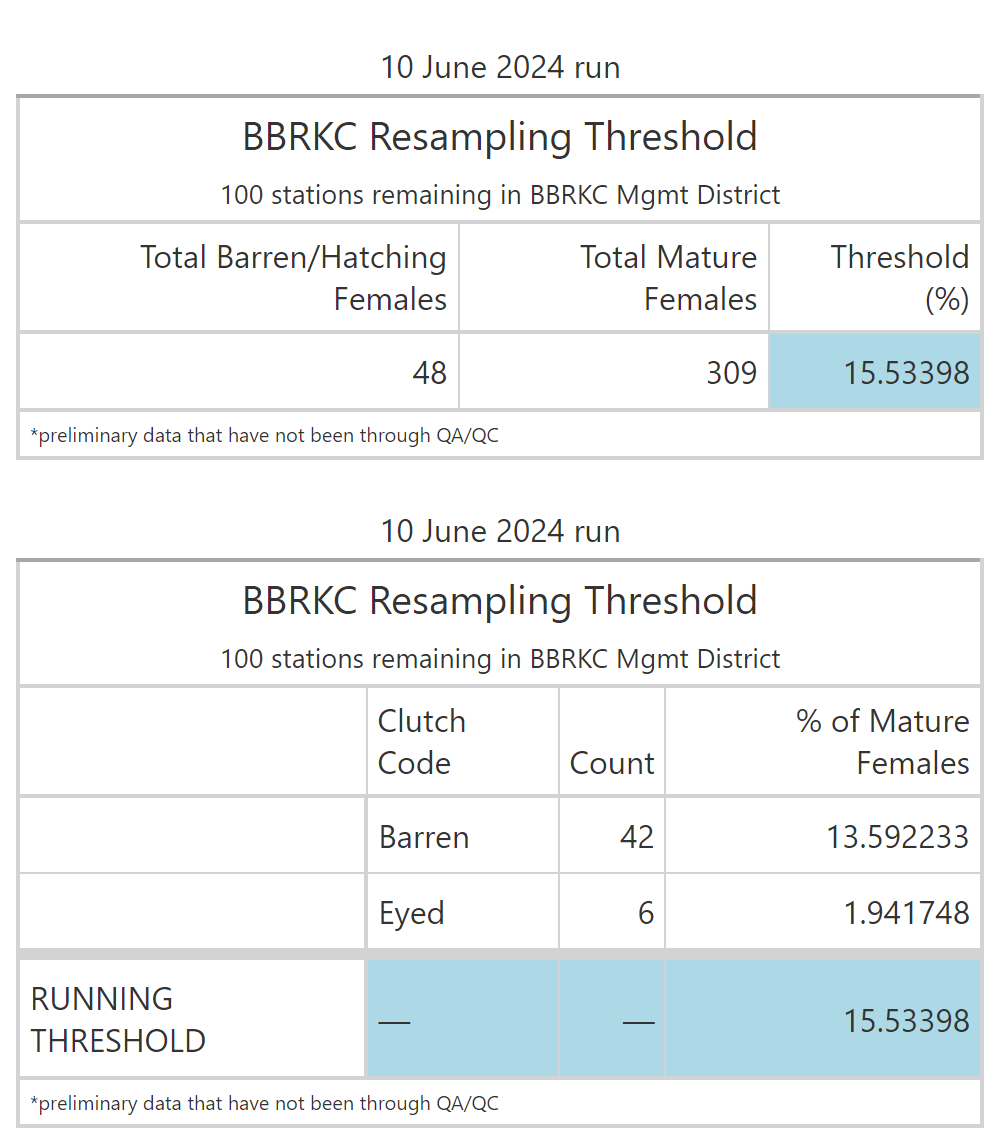 10 June 2024 run
BBRKC Resampling Threshold
100 stations remaining in BBRKC Mgmt District
Total Barren/Hatching Females
Total Mature Females
Threshold (%)
48
309
15.53398
*preliminary data that have not been through QA/QC
10 June 2024 run
BBRKC Resampling Threshold
100 stations remaining in BBRKC Mgmt District
Clutch Code
Count
% of Mature Females
Barren
42
13.592233
Eyed
6
1.941748
RUNNING THRESHOLD
—
—
15.53398
*preliminary data that have not been through QA/QC